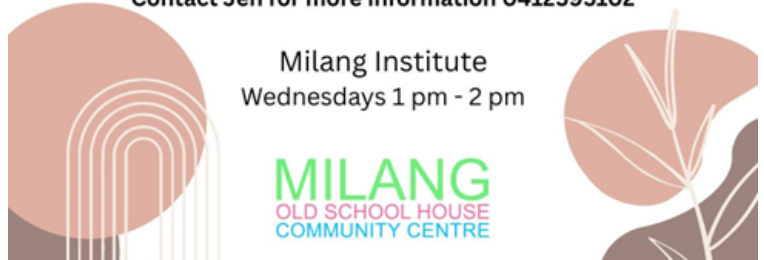 Contact Jen for more information
Milang Institute
Wednesdays 1 pm - 2 pm
MILANG
OLD SCHOOL HOUSE
COMMUNITY CENTRE